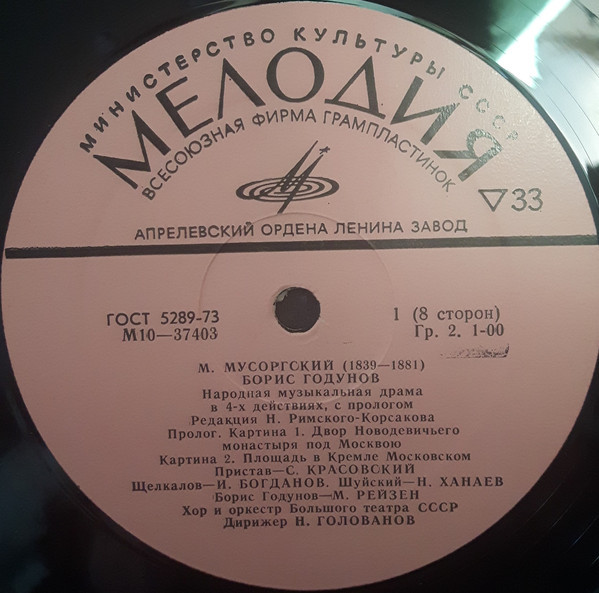 МИНИСТЕРСТВО КУЛЬТУРЫ СССР
МЕЛОДИЯ
ВСЕСОЮЗНАЯ ФИРМА ГРАМПЛАСТИНОК
▽33
АПРЕЛЕВСКИЙ ОРДЕНА ЛЕНИНА ЗАВОД
ГОСТ 5289-73
М10—37403
1 (8 сторон)
Гр. 2. 1-00
М. МУСОРГСКИЙ (1839—1881)
БОРИС ГОДУНОВ
Народная музыкальная драма
в 4-х действиях, с прологом
Редакция Н. Римского-Корсакова
Пролог. Картина 1. Двор Новодевичьего
монастыря под Москвою
Картина 2. Площадь в Кремле Московском
Пристав—С. КРАСОВСКИЙ
Щелкалов—И. БОГДАНОВ. Шуйский—Н. ХАНАЕВ
Борис Годунов—М. РЕЙЗЕН
Хор и оркестр Большого театра СССР
Дирижер Н. ГОЛОВАНОВ